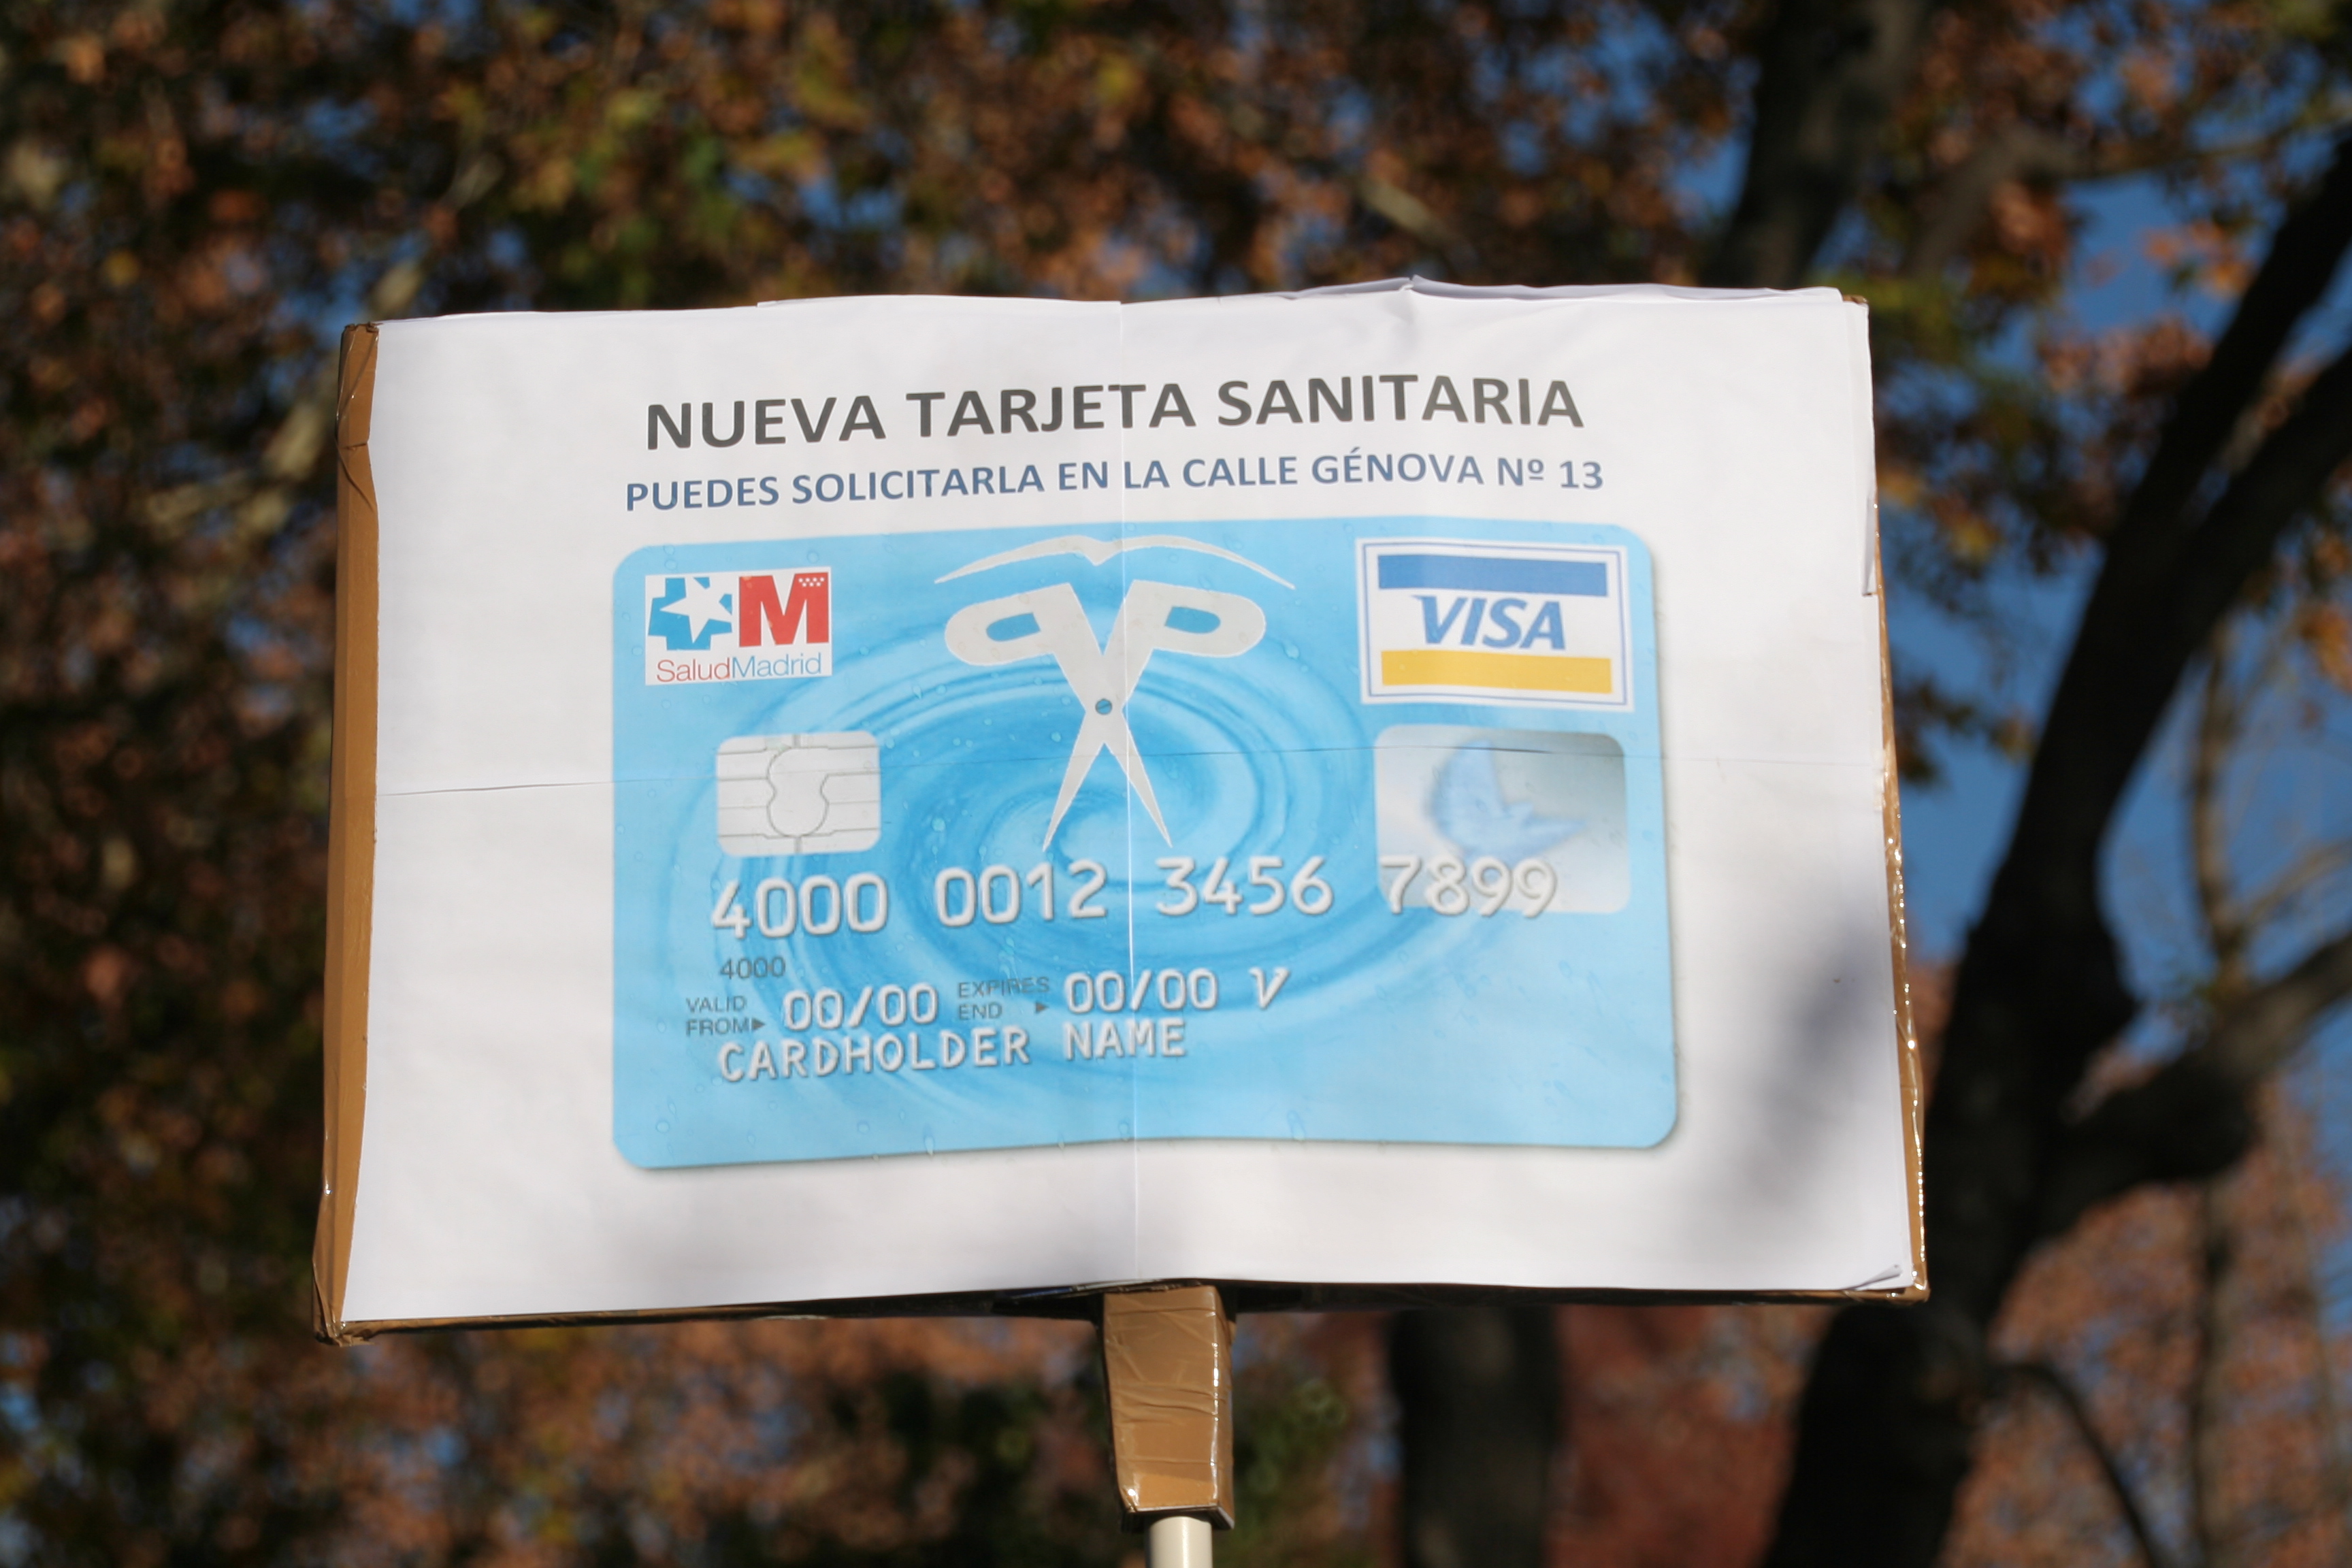 NUEVA TARJETA SANITARIA
PUEDES SOLICITARLA EN LA CALLE GÉNOVA Nº 13
M
SaludMadrid
PP
VISA
4000 0012 3456 7899
4000
VALID FROM 00/00 EXPIRES END 00/00 V
CARDHOLDER NAME